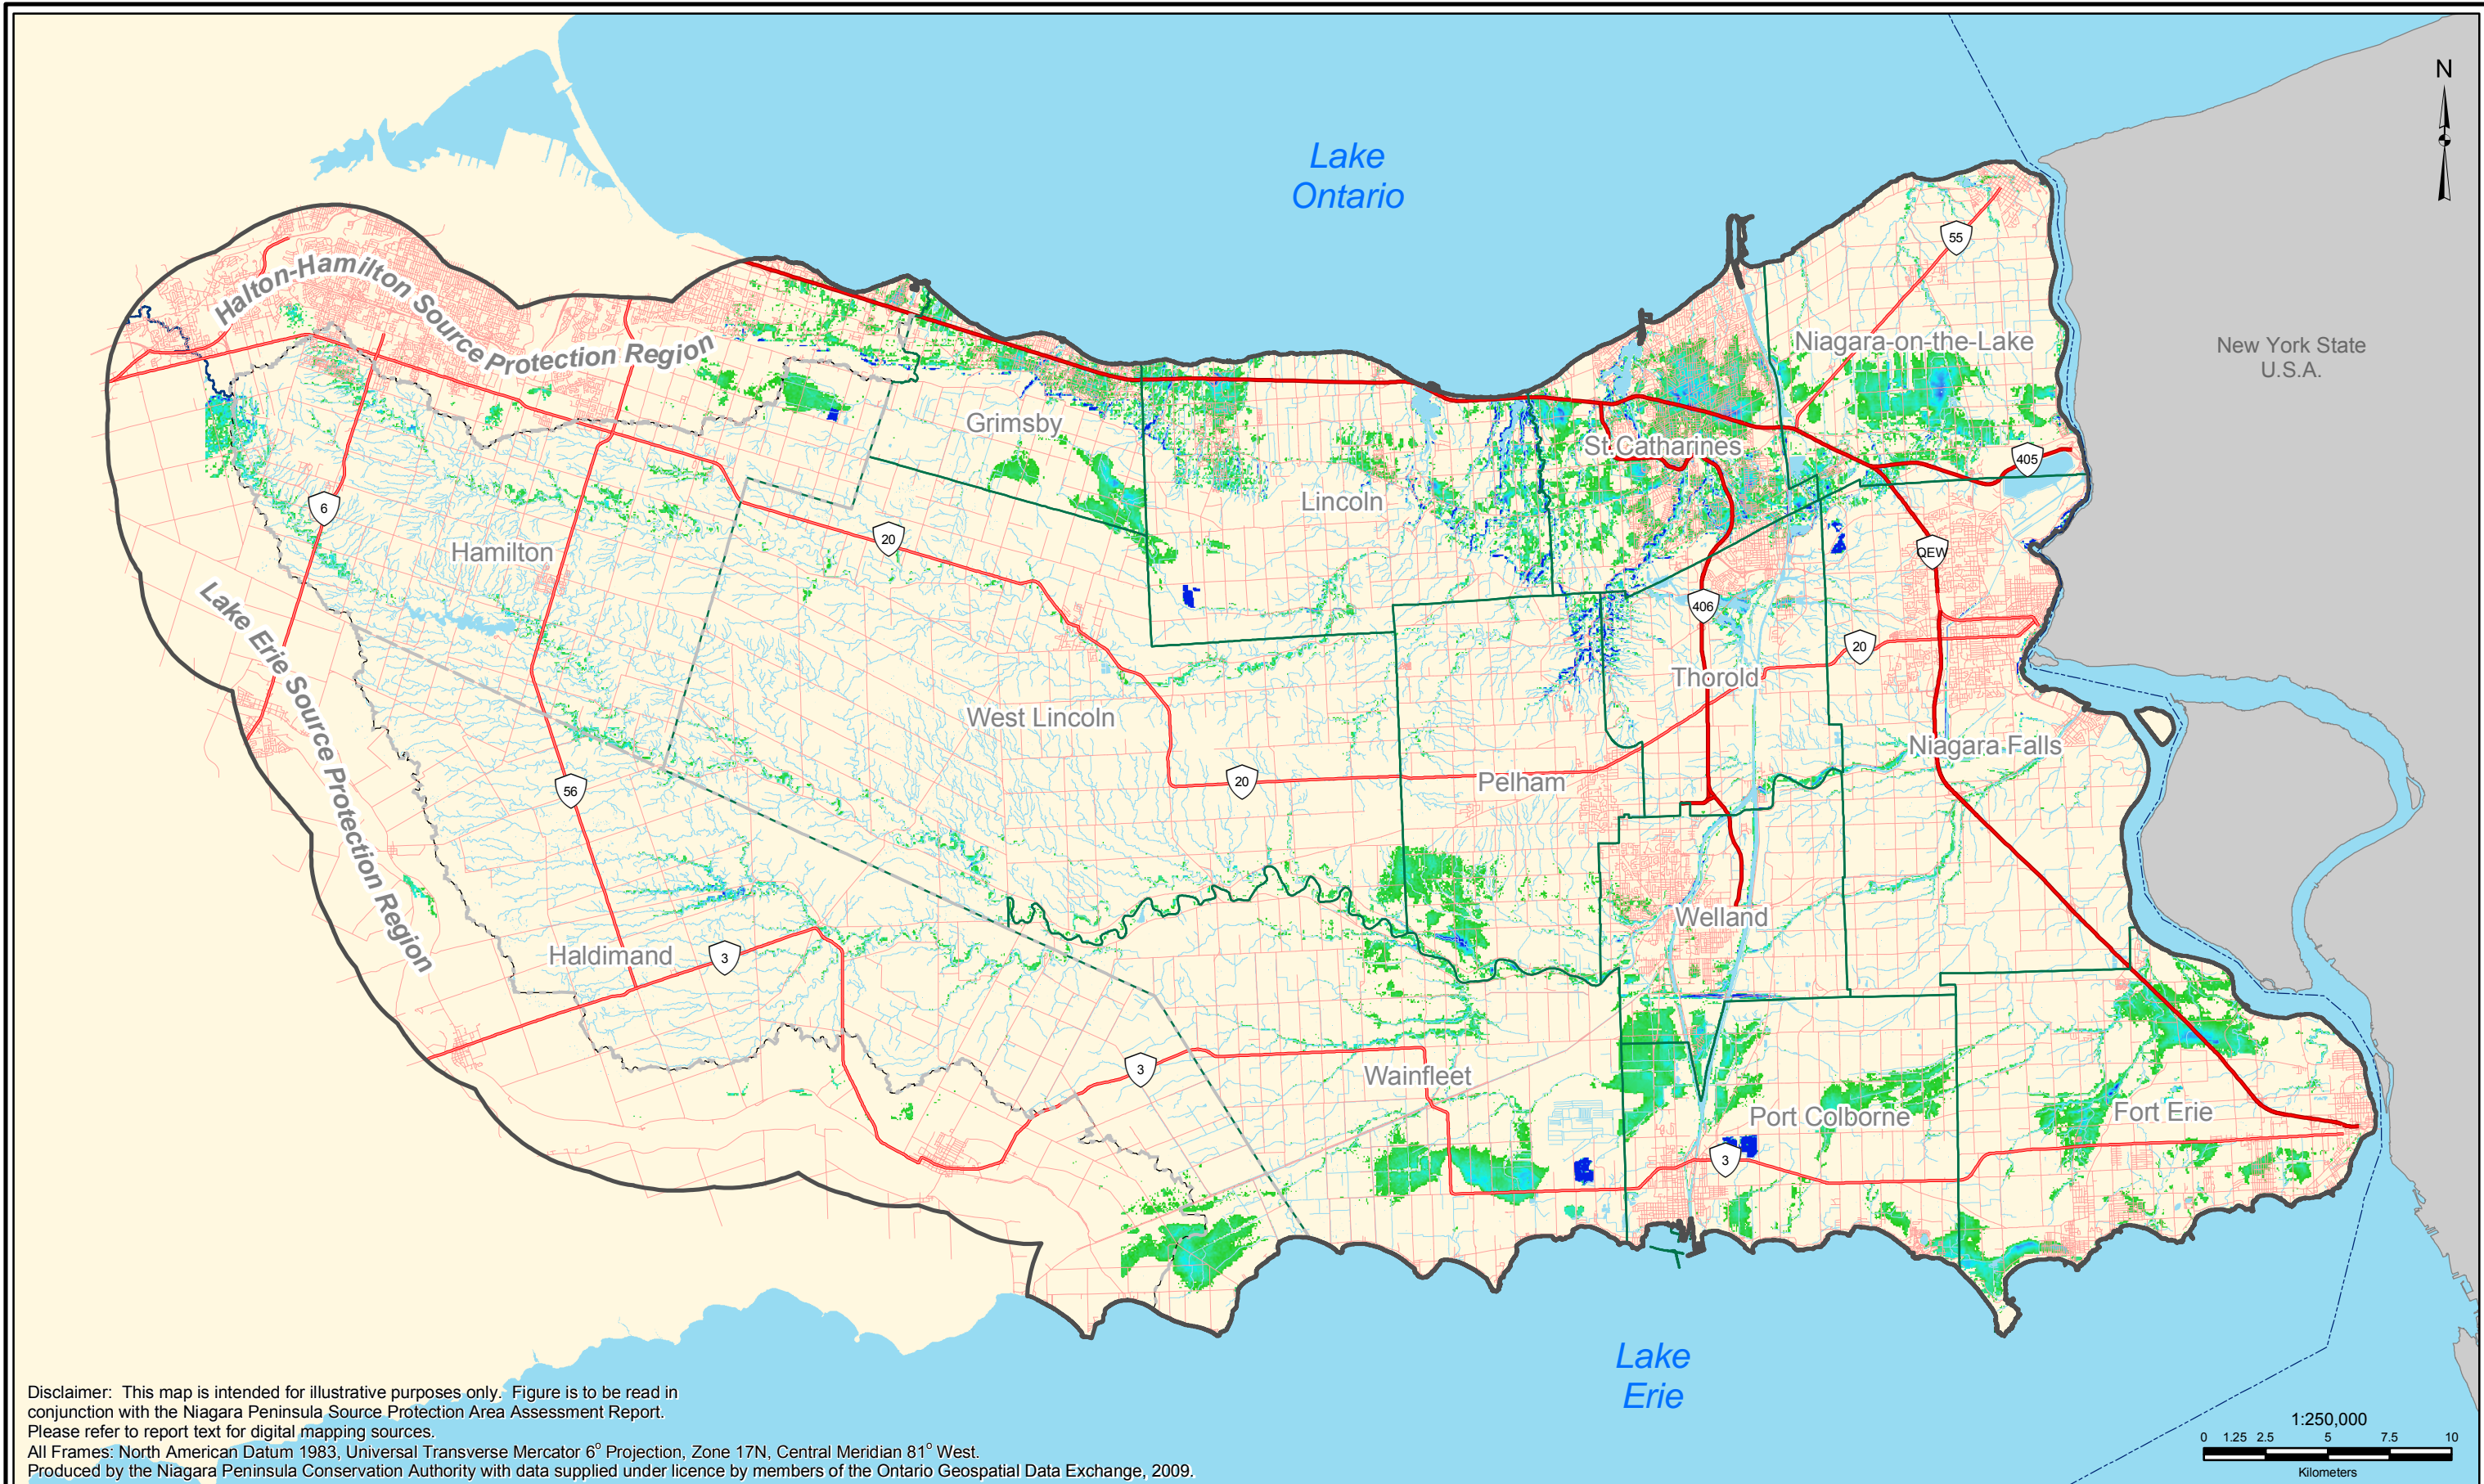 N
Lake
Ontario
55
Halton-Hamilton Source Protection Region
Niagara-on-the-Lake
New York State
U.S.A.
Grimsby
St.Catharines
405
Lincoln
6
20
Hamilton
QEW
Lake Erie Source Protection Region
406
20
Thorold
West Lincoln
Niagara Falls
20
Pelham
56
Welland
Haldimand
3
3
Wainfleet
Port Colborne
Fort Erie
3
Lake
Erie
Disclaimer: This map is intended for illustrative purposes only. Figure is to be read in
conjunction with the Niagara Peninsula Source Protection Area Assessment Report.
Please refer to report text for digital mapping sources.
All Frames: North American Datum 1983, Universal Transverse Mercator 6° Projection, Zone 17N, Central Meridian 81° West.
Produced by the Niagara Peninsula Conservation Authority with data supplied under licence by members of the Ontario Geospatial Data Exchange, 2009.
1:250,000
0 1.25 2.5 5 7.5 10
Kilometers